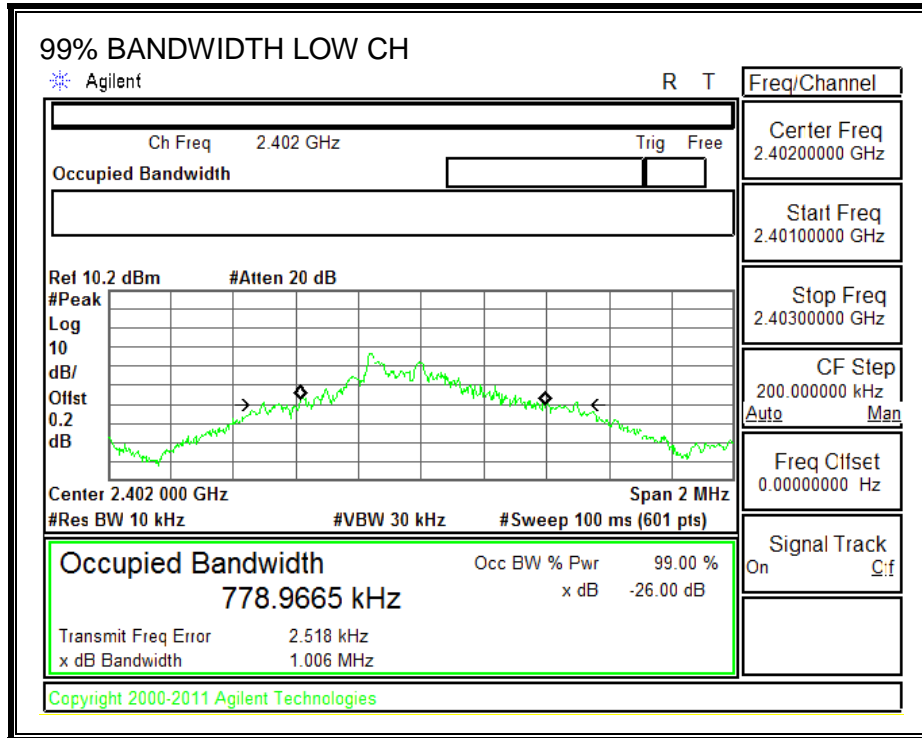 99% BANDWIDTH LOW CH
Agilent R T
Freq/Channel
Ch Freq 2.402 GHz Trig Free
Occupied Bandwidth
Center Freq
2.40200000 GHz
Start Freq
2.40100000 GHz
Stop Freq
2.40300000 GHz
CF Step
200.000000 kHz
Auto Man
Freq Offset
0.00000000 Hz
Signal Track
On Off
Ref 10.2 dBm #Atten 20 dB
#Peak
Log
10
dB/
Offst
0.2
dB
Center 2.402 000 GHz Span 2 MHz
#Res BW 10 kHz #VBW 30 kHz #Sweep 100 ms (601 pts)
Occupied Bandwidth
778.9665 kHz
Occ BW % Pwr 99.00 %
x dB -26.00 dB
Transmit Freq Error 2.518 kHz
x dB Bandwidth 1.006 MHz
Copyright 2000-2011 Agilent Technologies